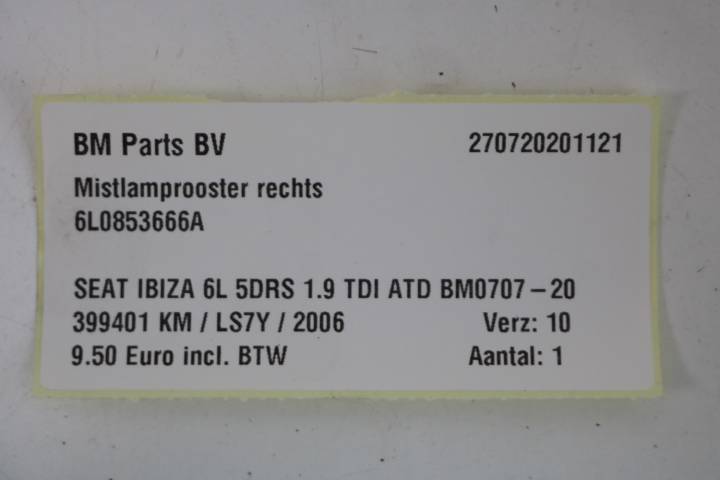 BM Parts BV 270720201121
Mistlamprooster rechts
6L0853666A
SEAT IBIZA 6L 5DRS 1.9 TDI ATD BM0707-20
399401 KM / LS7Y / 2006 Verz: 10
9.50 Euro incl. BTW Aantal: 1